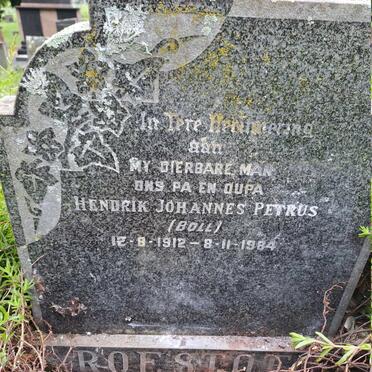 In Tere Herinnering
aan
MY DIERBARE MAN
ONS PA EN OUPA
HENDRIK JOHANNES PETRUS
(BOLL)
12-8-1912 - 8-11-1984